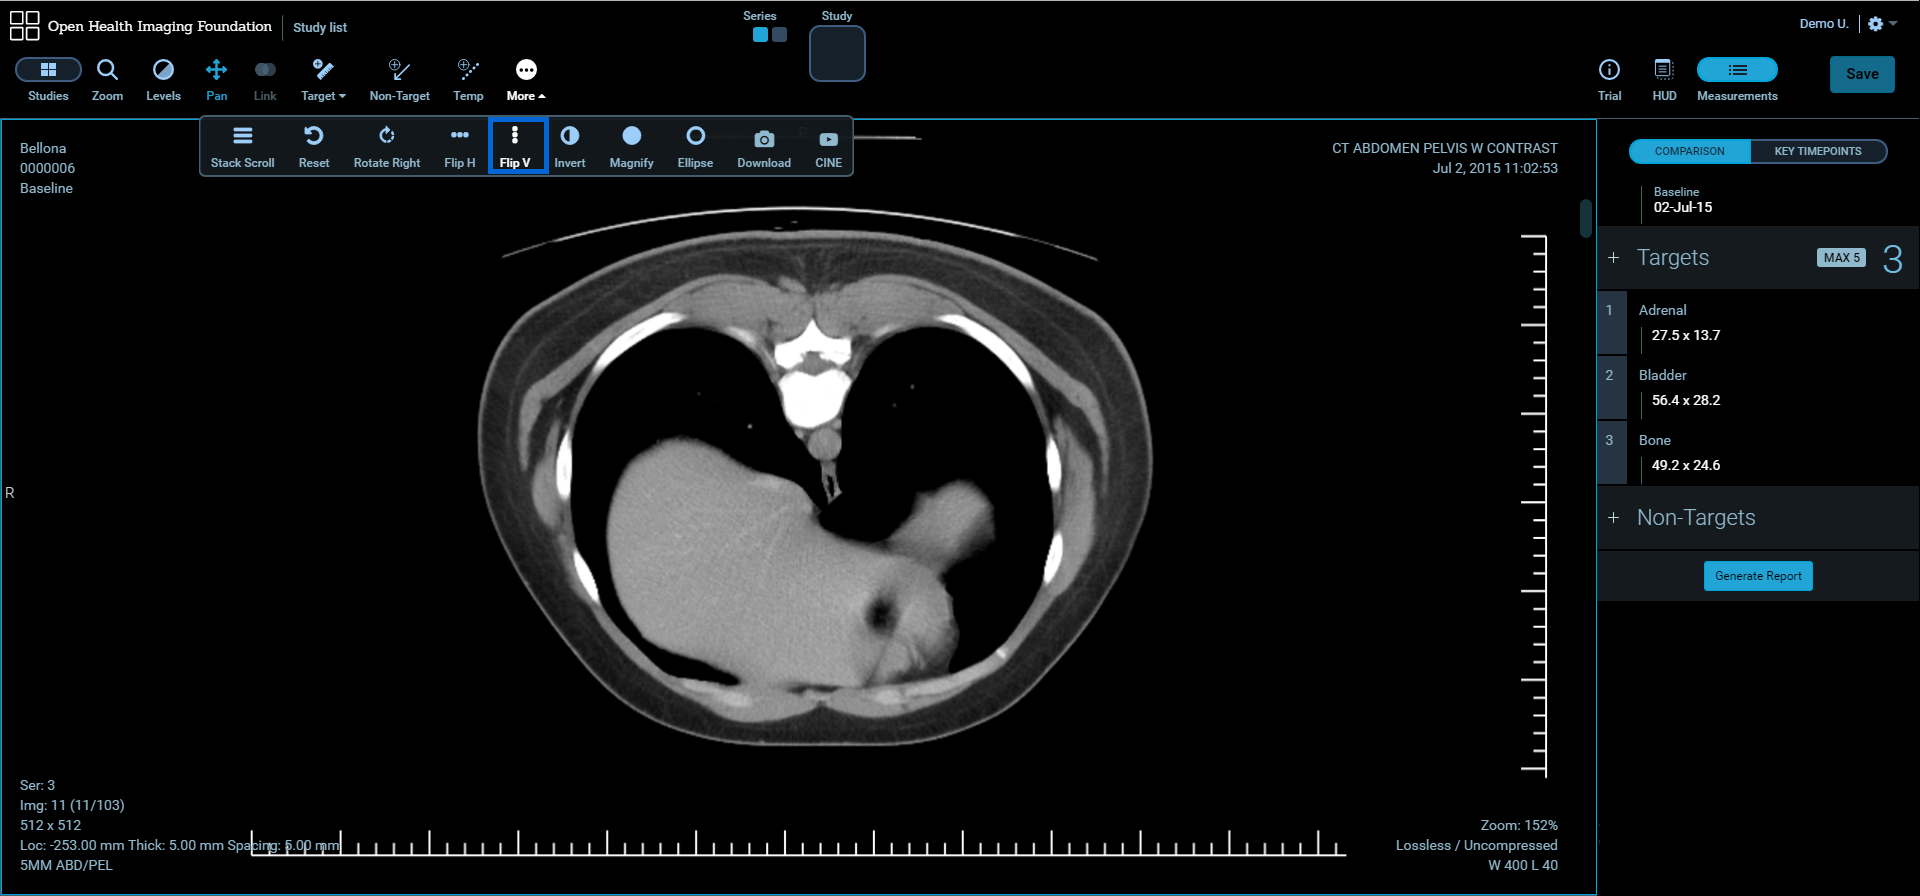 Open Health Imaging Foundation
Study list
Series
Study
Demo U.
Studies
Zoom
Levels
Pan
Link
Target
Non-Target
Temp
More
Trial
HUD
Measurements
Save
Stack Scroll
Reset
Rotate Right
Flip H
Flip V
Invert
Magnify
Ellipse
Download
CINE
Bellona
0000006
Baseline
R
CT ABDOMEN PELVIS W CONTRAST
Jul 2, 2015 11:02:53
R
Ser: 3
Img: 11 (11/103)
512 x 512
Loc: -253.00 mm Thick: 5.00 mm Spacing: 5.00 mm
5MM ABD/PEL
Zoom: 152%
Lossless / Uncompressed
W 400 L 40
COMPARISON
KEY TIMEPOINTS
Baseline
02-Jul-15
+ Targets MAX 5 3
1 Adrenal
27.5 x 13.7
2 Bladder
56.4 x 28.2
3 Bone
49.2 x 24.6
+ Non-Targets
Generate Report